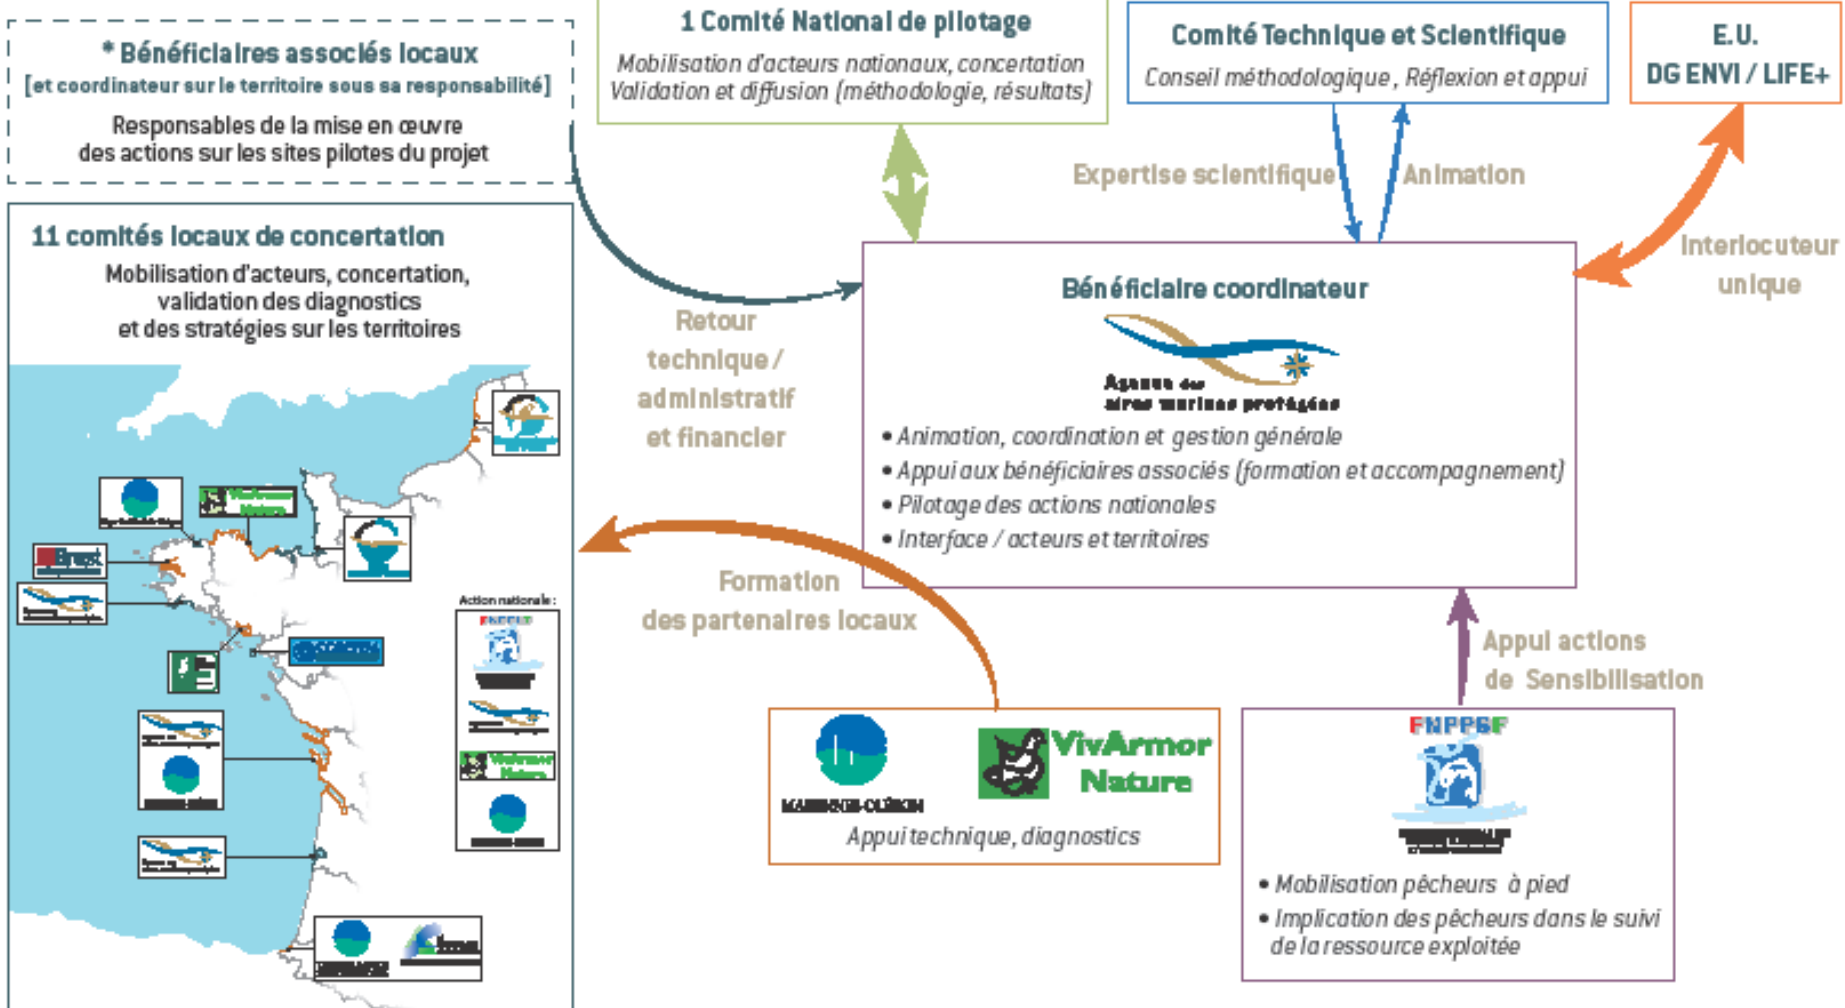 * Bénéficiaires associés locaux
[et coordinateur sur le territoire sous sa responsabilité]
Responsables de la mise en œuvre
des actions sur les sites pilotes du projet
1 Comité National de pilotage
Mobilisation d'acteurs nationaux, concertation
Validation et diffusion (méthodologie, résultats)
Comité Technique et Scientifique
Conseil méthodologique, Réflexion et appui
E.U.
DG ENVI / LIFE+
Expertise scientifique
Animation
Interlocuteur
unique
11 comités locaux de concertation
Mobilisation d'acteurs, concertation,
validation des diagnostics
et des stratégies sur les territoires
Retour
technique /
administratif
et financier
Bénéficiaire coordinateur
Agence des
aires marines protégées
• Animation, coordination et gestion générale
• Appui aux bénéficiaires associés (formation et accompagnement)
• Pilotage des actions nationales
• Interface / acteurs et territoires
VivArmor
Nature
Brest
Action nationale :
VivArmor
Nature
Formation
des partenaires locaux
Appui actions
de Sensibilisation
MARENNES-OLÉRON
VivArmor
Nature
Appui technique, diagnostics
FNPPSF
• Mobilisation pêcheurs à pied
• Implication des pêcheurs dans le suivi
de la ressource exploitée